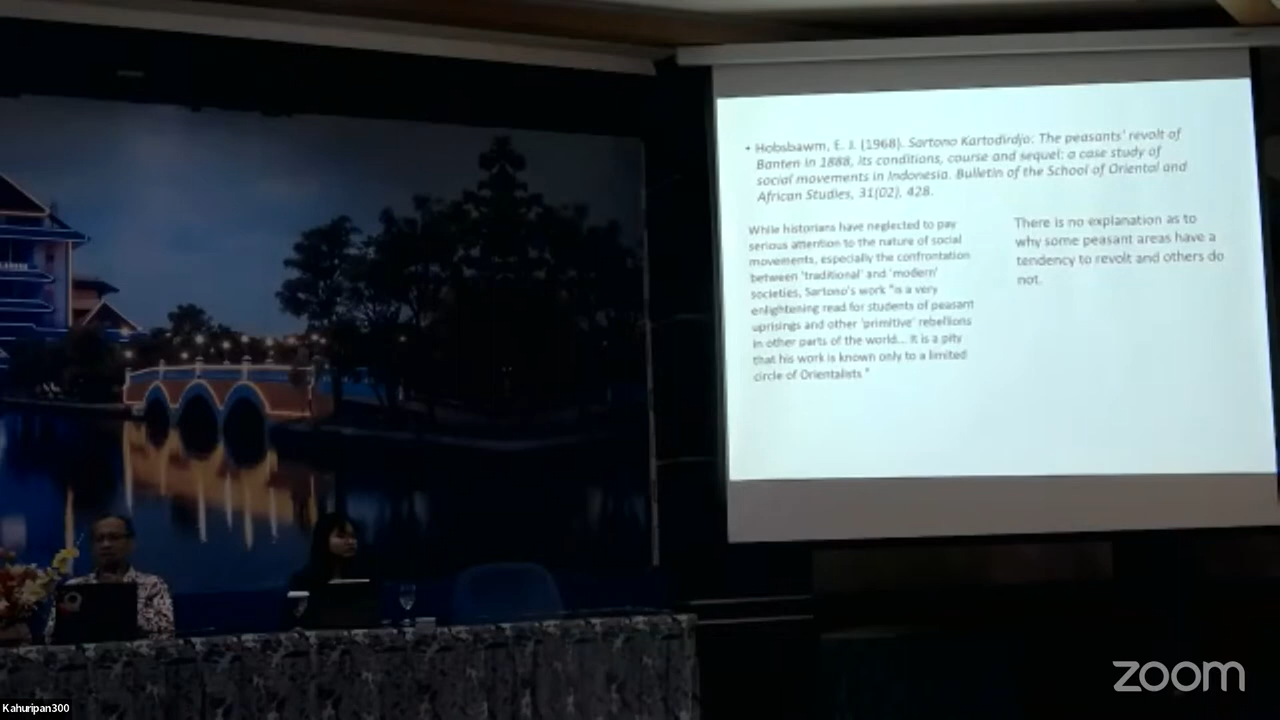 • Hobsbawm, E. J. (1968). Sartono Kartodirdjo: The peasants' revolt of
Banten in 1888, its conditions, course and sequel: a case study of
social movements in Indonesia. Bulletin of the School of Oriental and
African Studies, 31(02), 428.
While historians have neglected to pay
serious attention to the nature of social
movements, especially the confrontation
between 'traditional' and 'modern'
societies, Sartono's work "is a very
enlightening read for students of peasant
uprisings and other 'primitive' rebellions
in other parts of the world... It is a pity
that his work is known only to a limited
circle of Orientalists."
There is no explanation as to
why some peasant areas have a
tendency to revolt and others do
not.
zoom
Kahuripan300